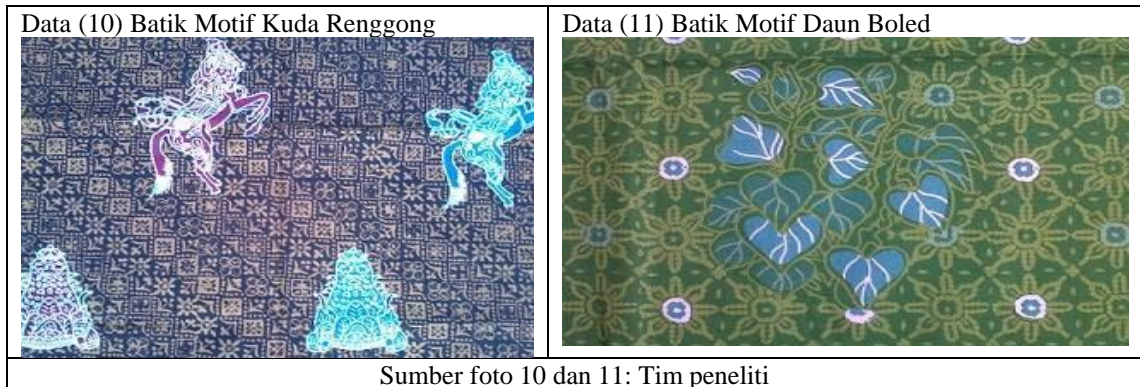 Data (10) Batik Motif Kuda Renggong
Data (11) Batik Motif Daun Boled
Sumber foto 10 dan 11: Tim peneliti